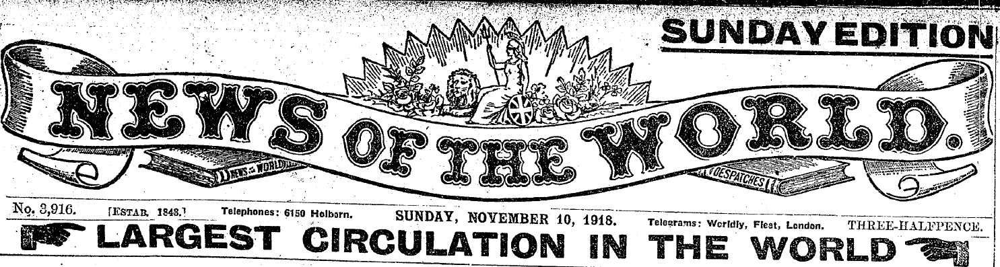 SUNDAY EDITION
NEWS OF THE WORLD.
NEWS OF THE WORLD
DESPATCHES
No. 3,916. [ESTAB. 1843.] Telephones: 6150 Holborn. SUNDAY, NOVEMBER 10, 1918. Telegrams: Worldly, Fleet, London. THREE-HALFPENCE.
LARGEST CIRCULATION IN THE WORLD